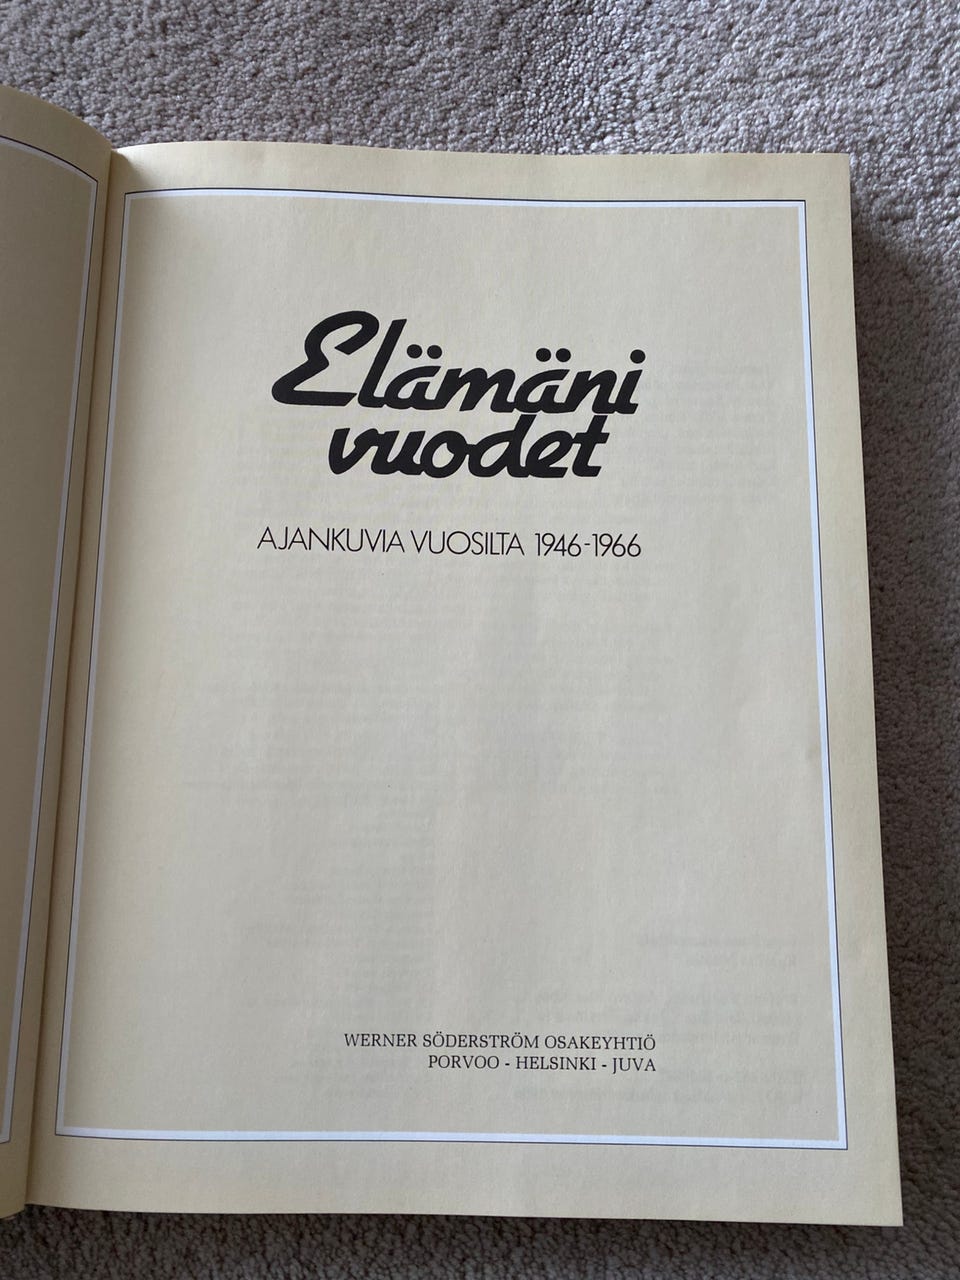 Elämäni
vuodet
AJANKUVIA VUOSILTA 1946-1966
WERNER SÖDERSTRÖM OSAKEYHTIÖ
PORVOO - HELSINKI - JUVA